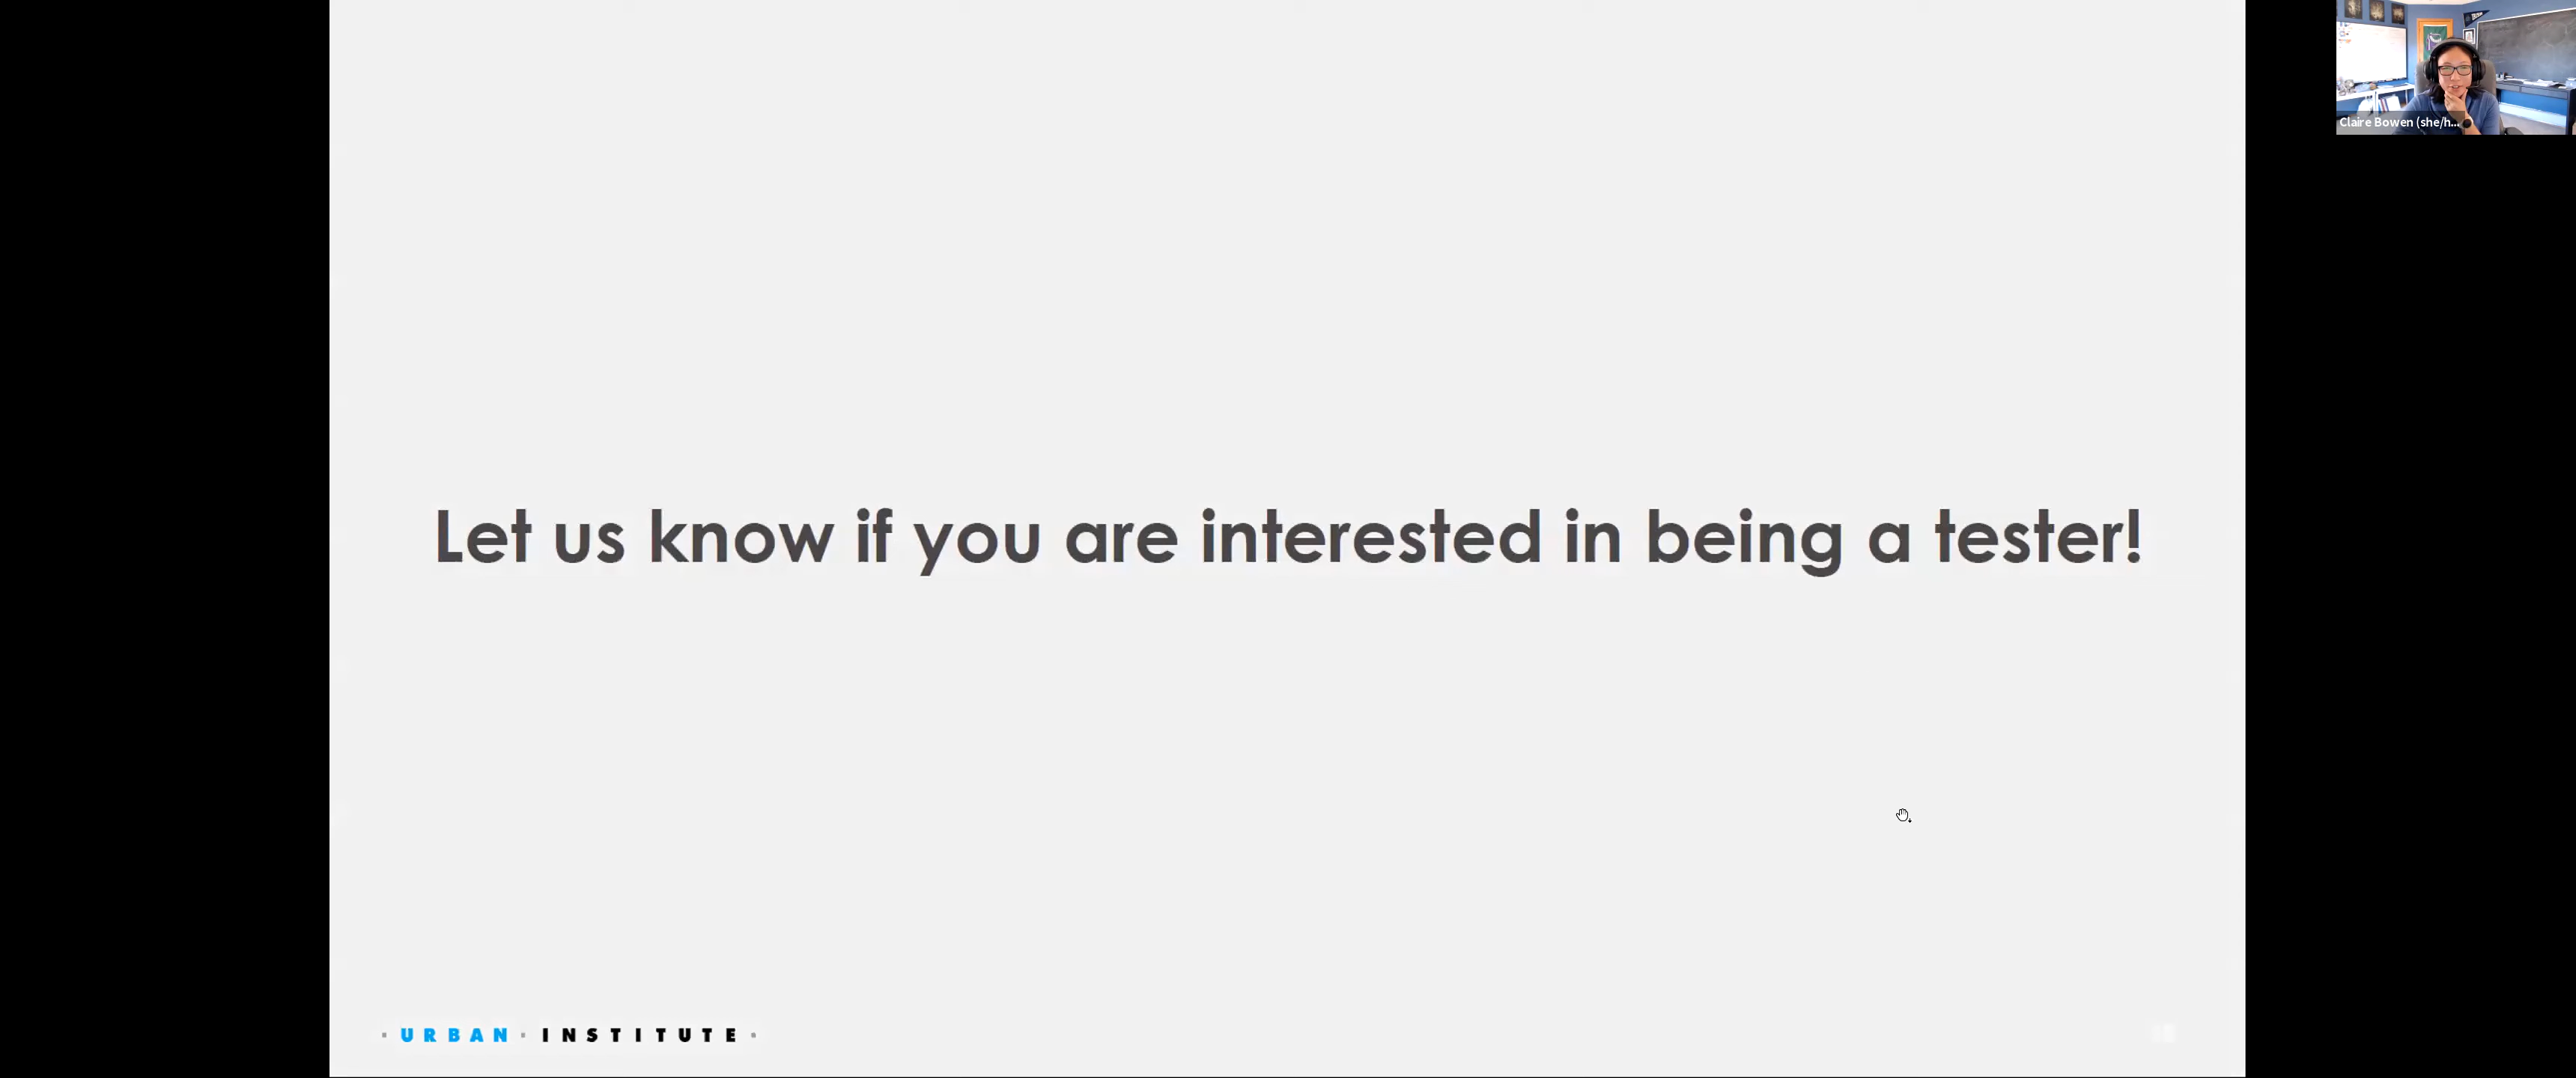 Let us know if you are interested in being a tester!
Claire Bowen (she/h...
· URBAN · INSTITUTE ·